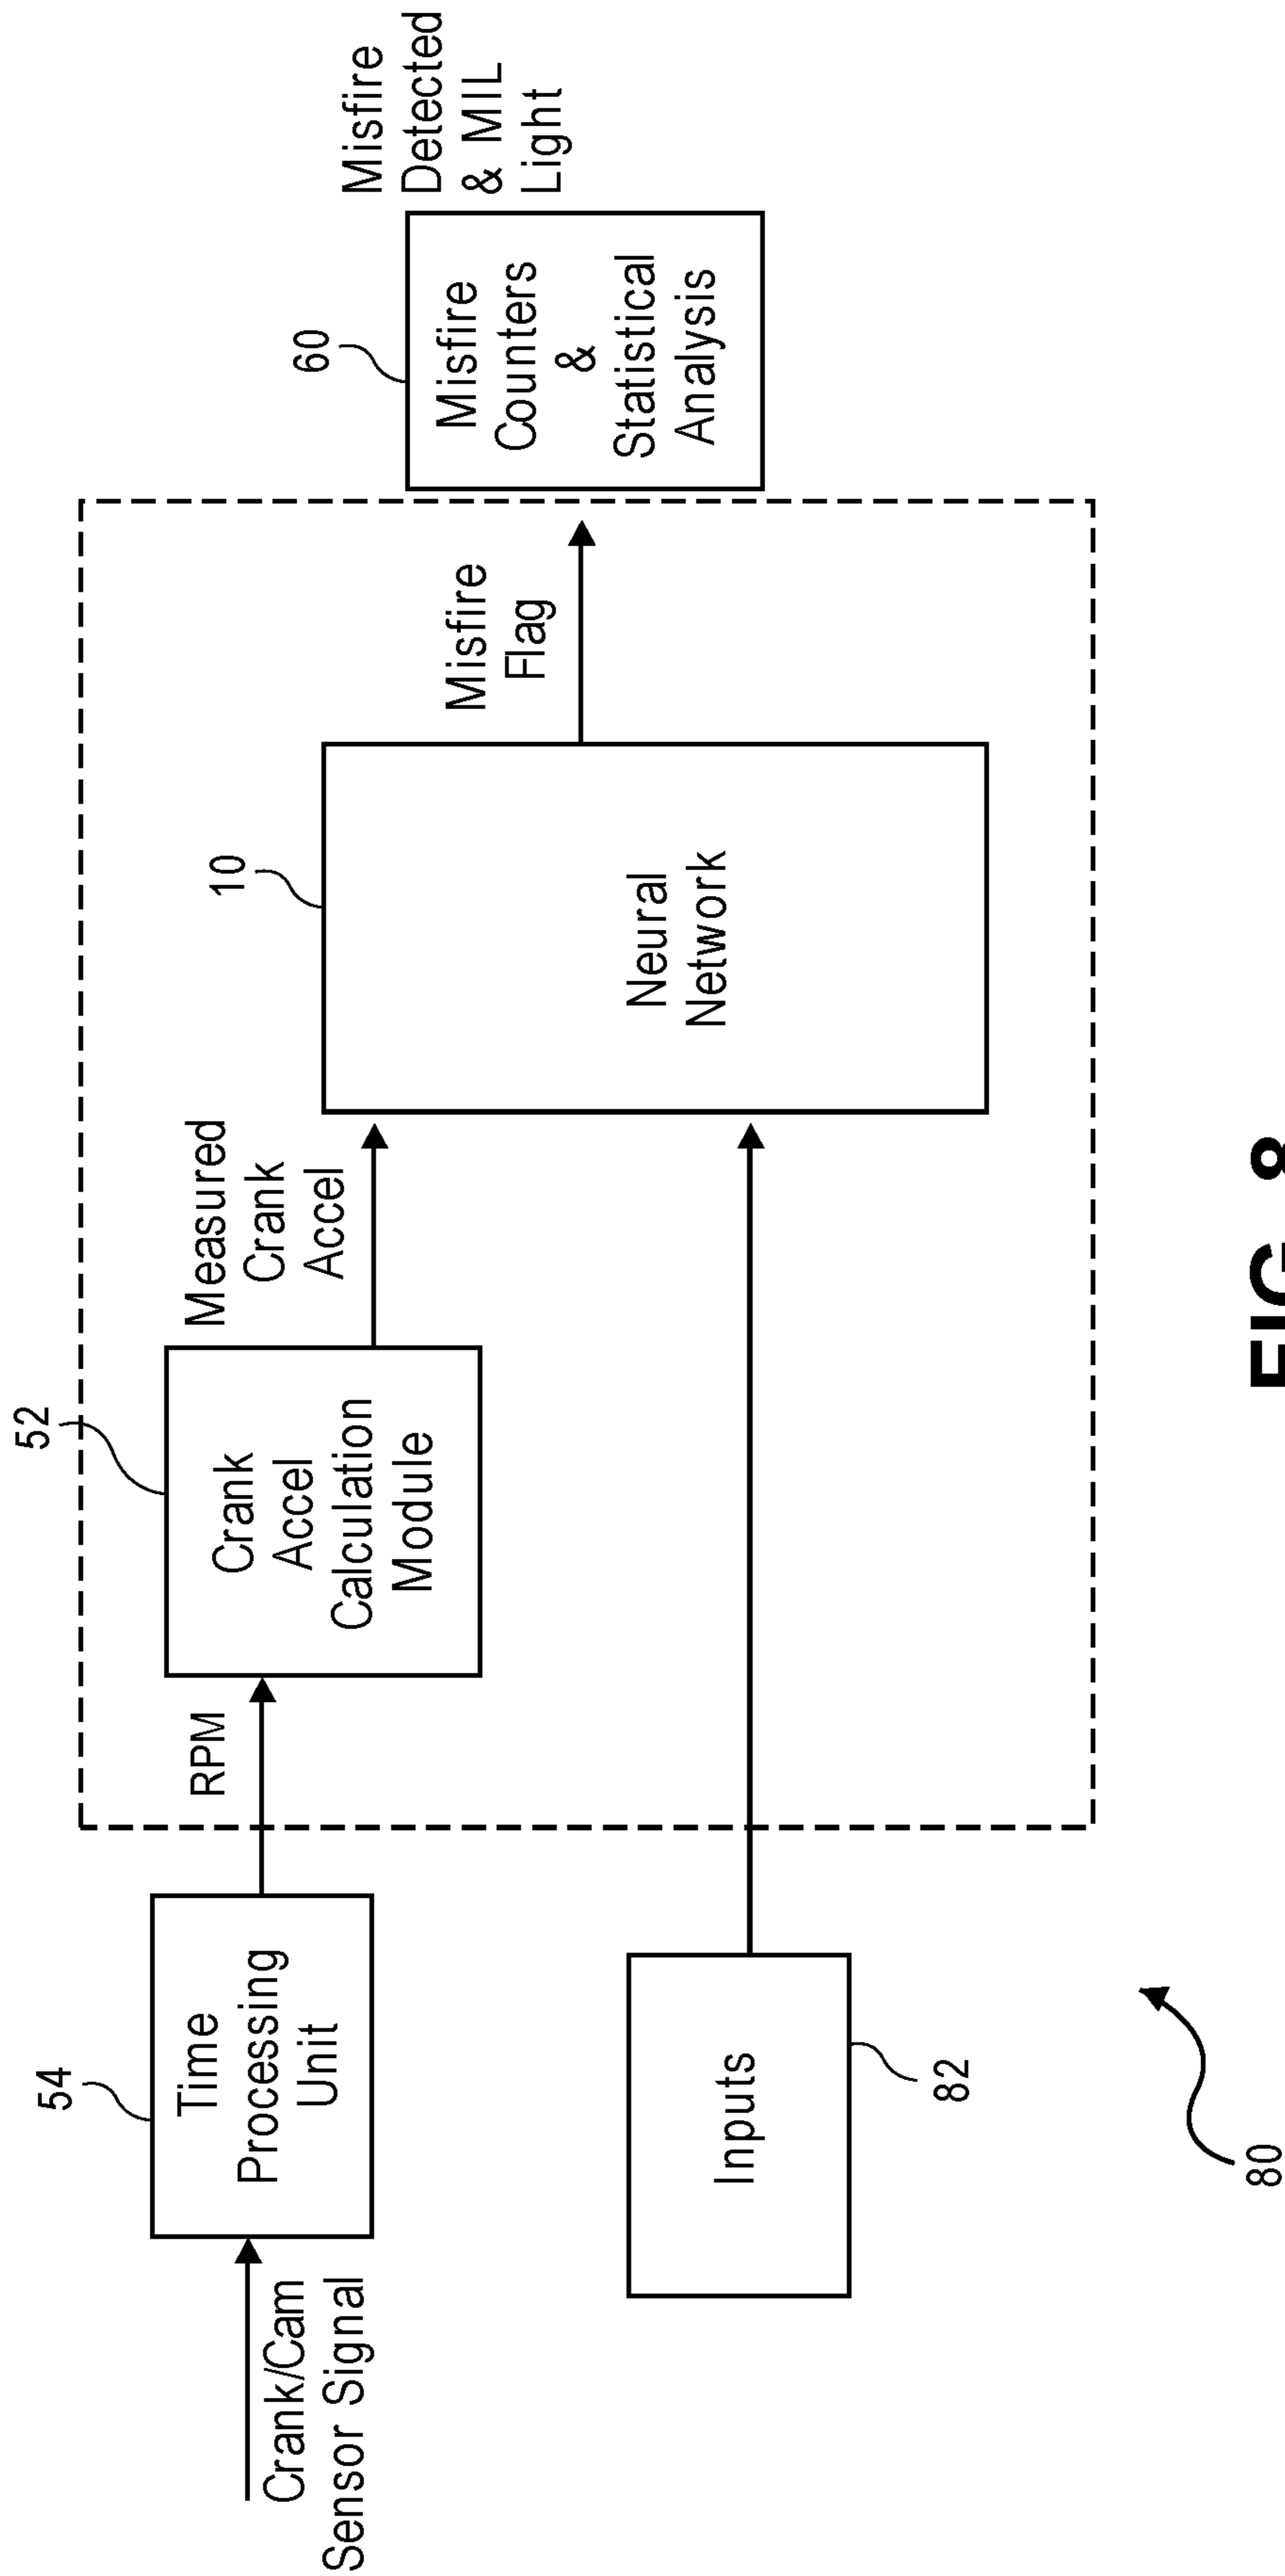 54
Time
Processing
Unit
Crank/Cam
Sensor Signal
RPM
52
Crank
Accel
Calculation
Module
Measured
Crank
Accel
10
Neural
Network
Misfire
Flag
60
Misfire
Counters
&
Statistical
Analysis
Misfire
Detected
& MIL
Light
Inputs
82
80
FIG. 8